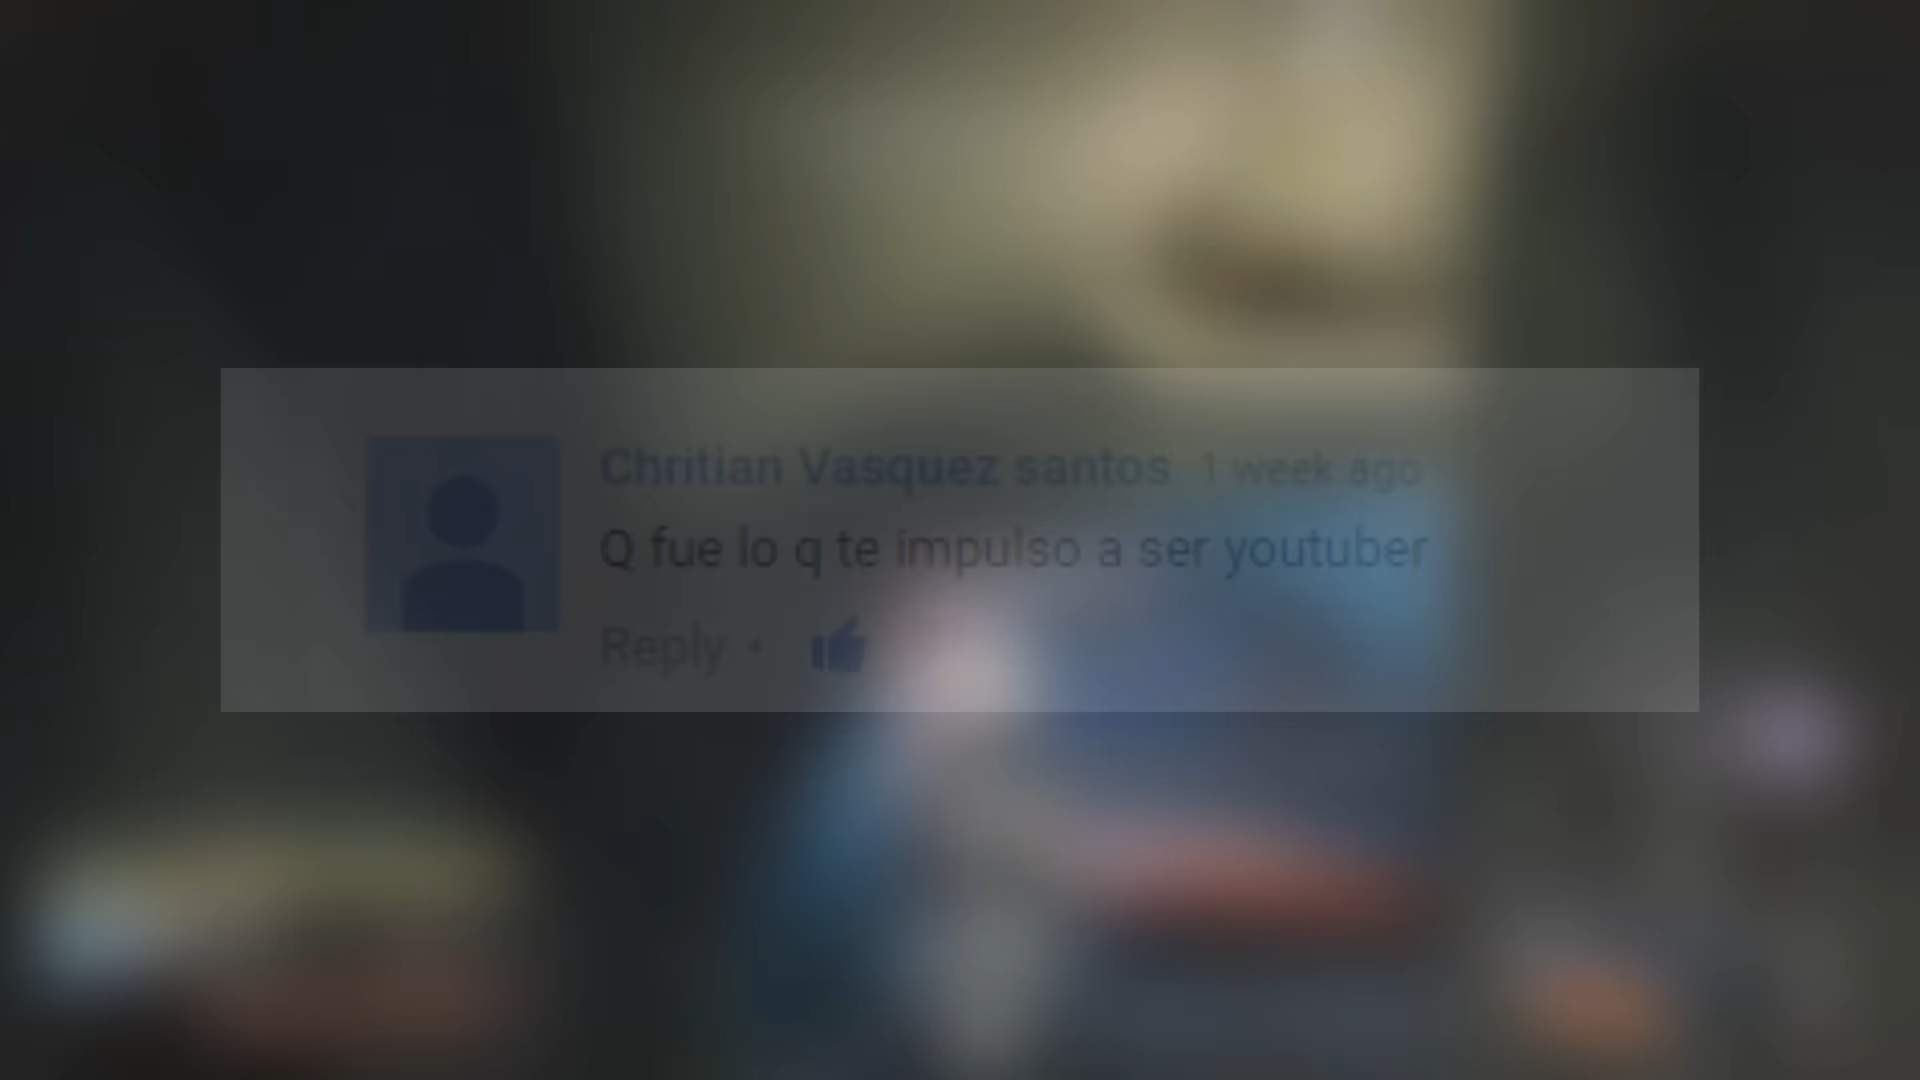 Chritian Vasquez santos 1 week ago
Q fue lo q te impulso a ser youtuber
Reply •